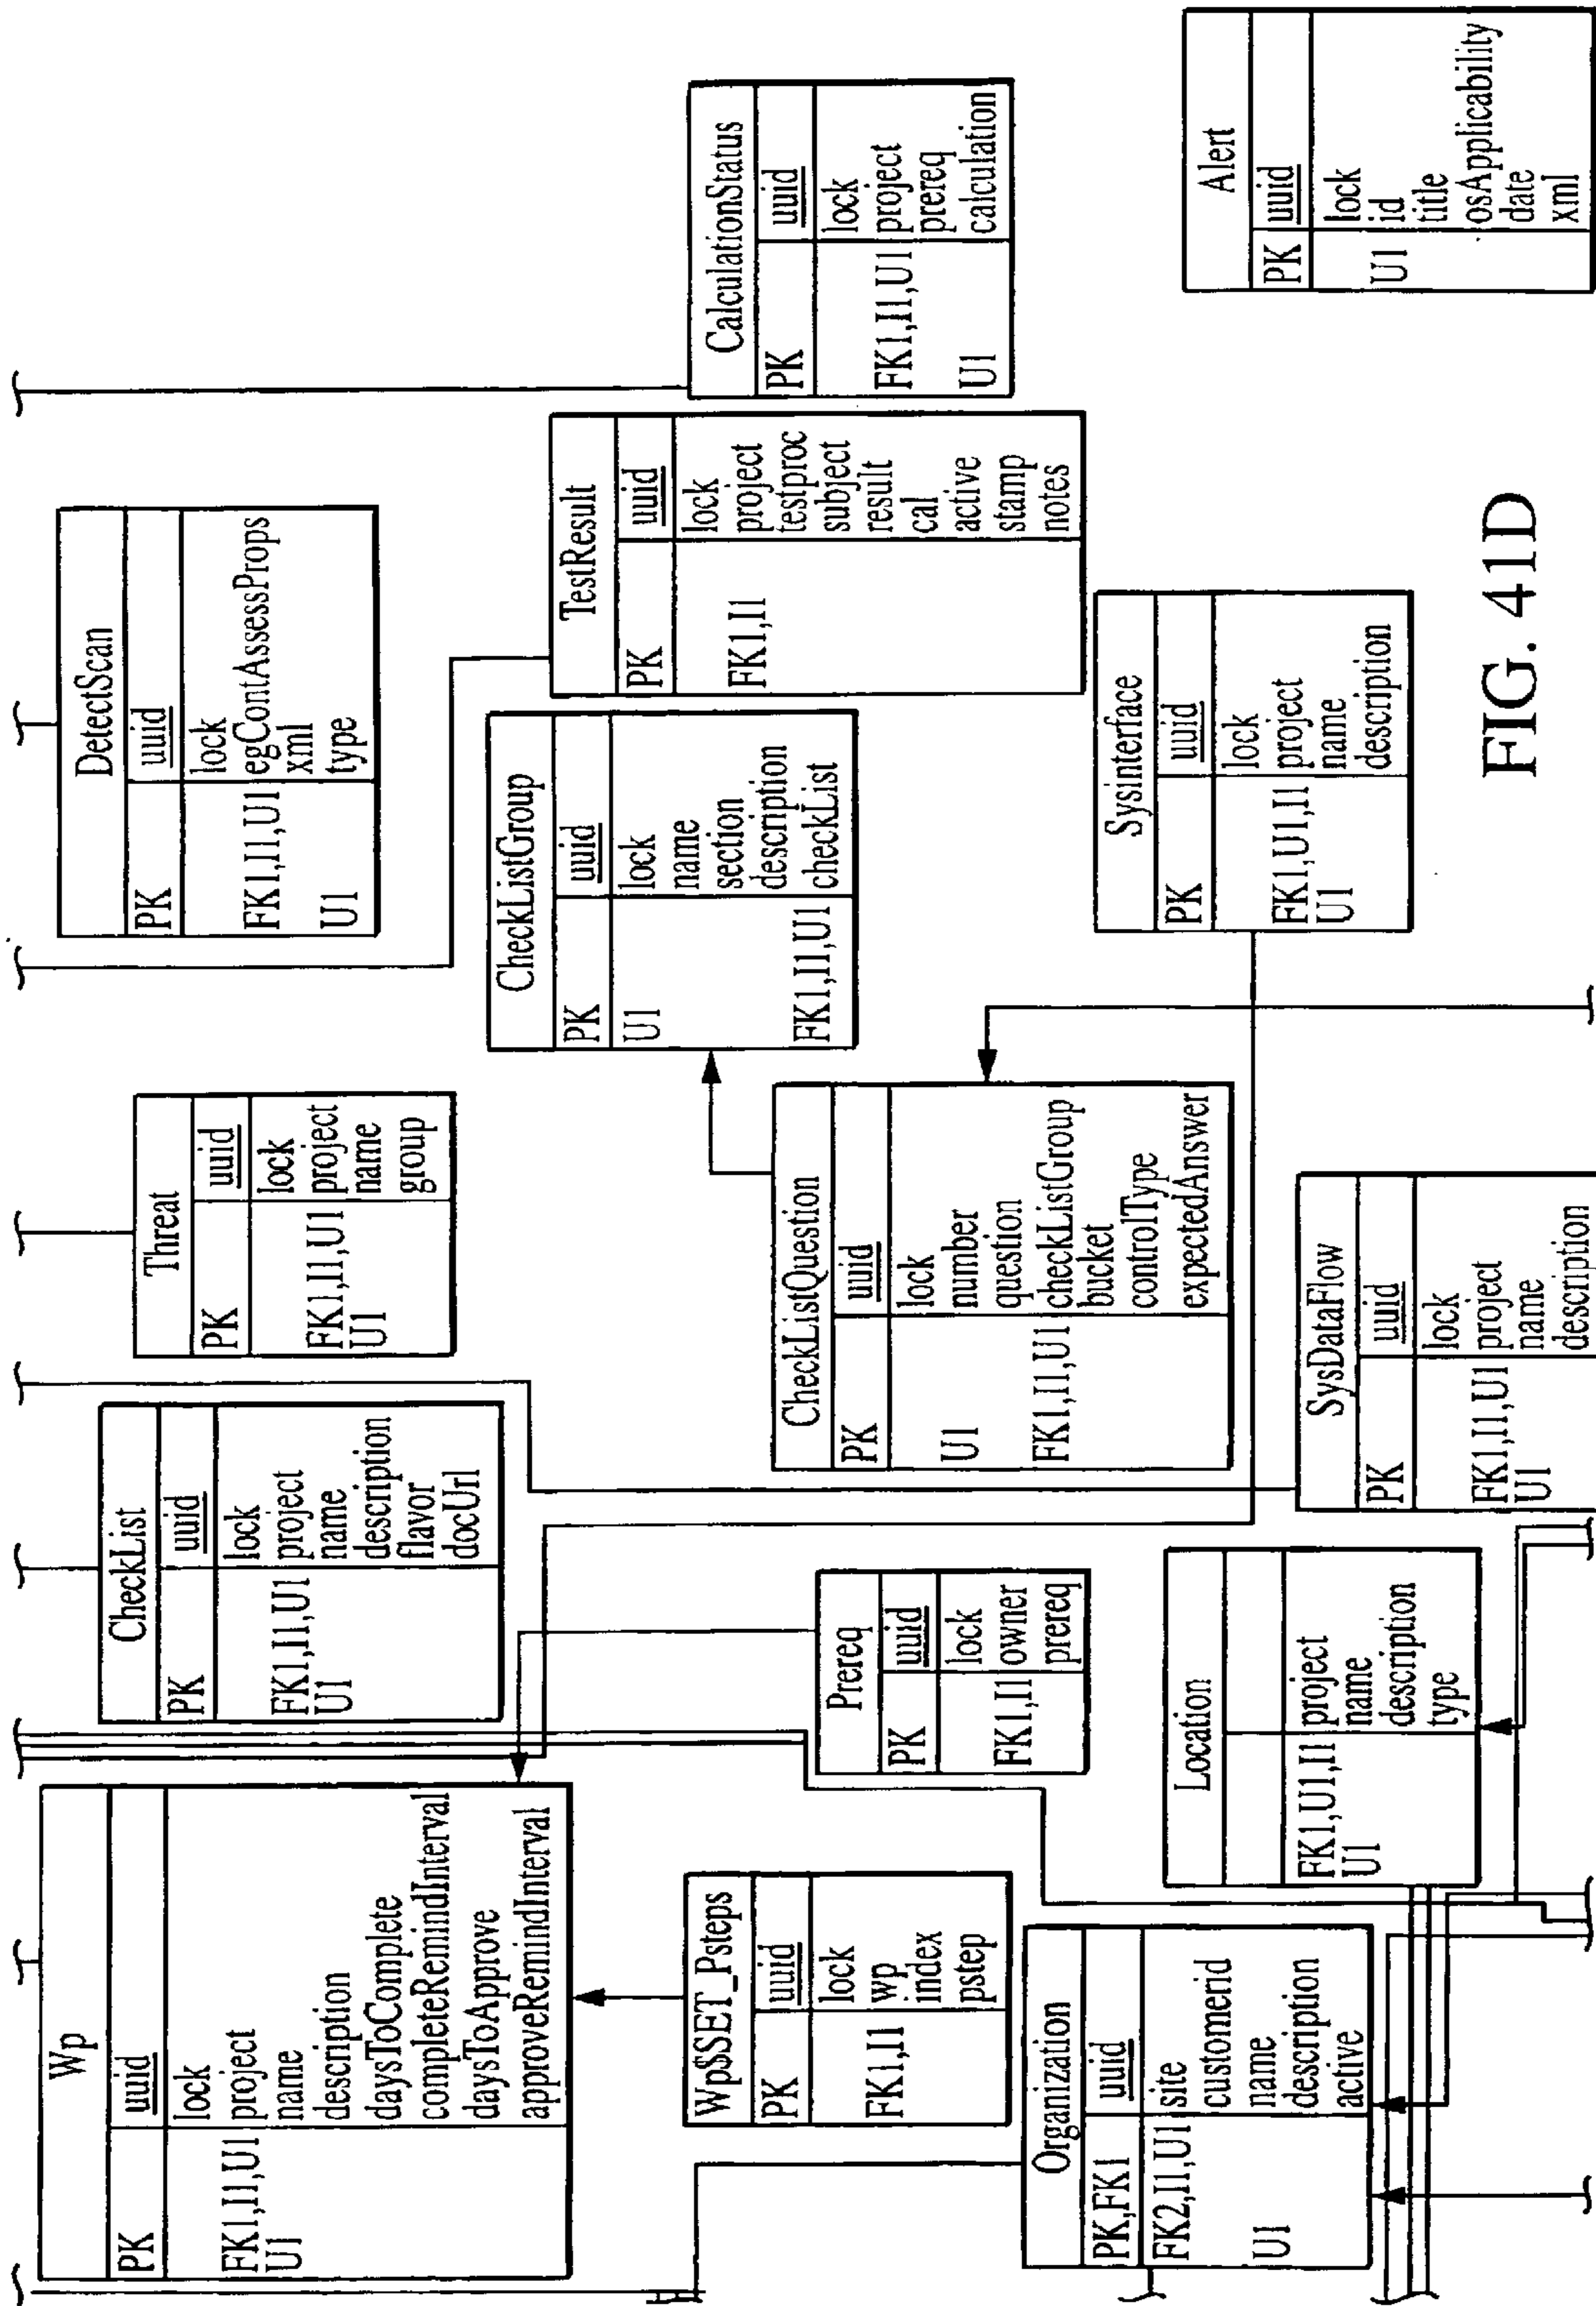 Wp
PK uuid
lock
FK1,I1,U1 project
U1 name
description
daysToComplete
completeRemindInterval
daysToApprove
approveRemindInterval
CheckList
PK uuid
lock
FK1,I1,U1 project
U1 name
description
flavor
docUrl
Threat
PK uuid
lock
FK1,I1,U1 project
U1 name
group
DetectScan
PK uuid
lock
FK1,I1,U1 egContAssessProps
xml
U1 type
Wp$SET_Psteps
PK uuid
lock
FK1,I1 wp
index
pstep
Prereq
PK uuid
lock
FK1,I1 owner
prereq
CheckListQuestion
PK uuid
lock
U1 number
question
FK1,I1,U1 checkListGroup
bucket
controlType
expectedAnswer
CheckListGroup
PK uuid
U1 lock
name
section
description
FK1,I1,U1 checkList
TestResult
PK uuid
lock
FK1,I1 project
testproc
subject
result
cal
active
stamp
notes
CalculationStatus
PK uuid
lock
FK1,I1,U1 project
prereq
U1 calculation
Organization
PK,FK1 uuid
FK2,I1,U1 site
customerid
U1 name
description
active
Location
FK1,U1,I1 project
U1 name
description
type
SysDataFlow
PK uuid
lock
FK1,I1,U1 project
U1 name
description
Sysinterface
PK uuid
lock
FK1,U1,I1 project
U1 name
description
Alert
PK uuid
lock
U1 id
title
osApplicability
date
xml
FIG. 41D